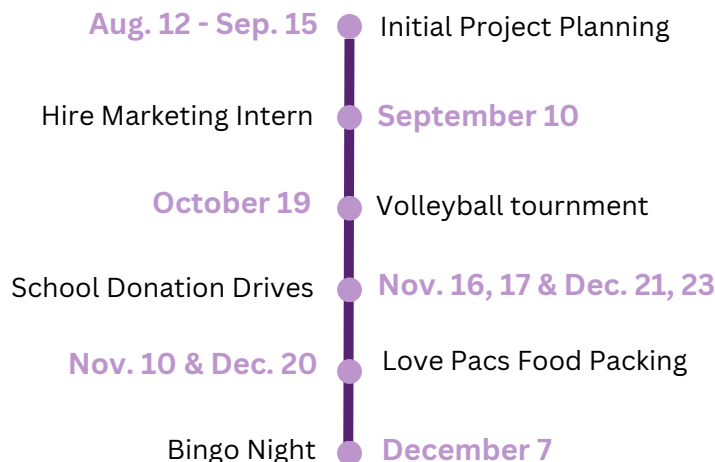 Aug. 12 - Sep. 15 Initial Project Planning
Hire Marketing Intern September 10
October 19 Volleyball tournment
School Donation Drives Nov. 16, 17 & Dec. 21, 23
Nov. 10 & Dec. 20 Love Pacs Food Packing
Bingo Night December 7